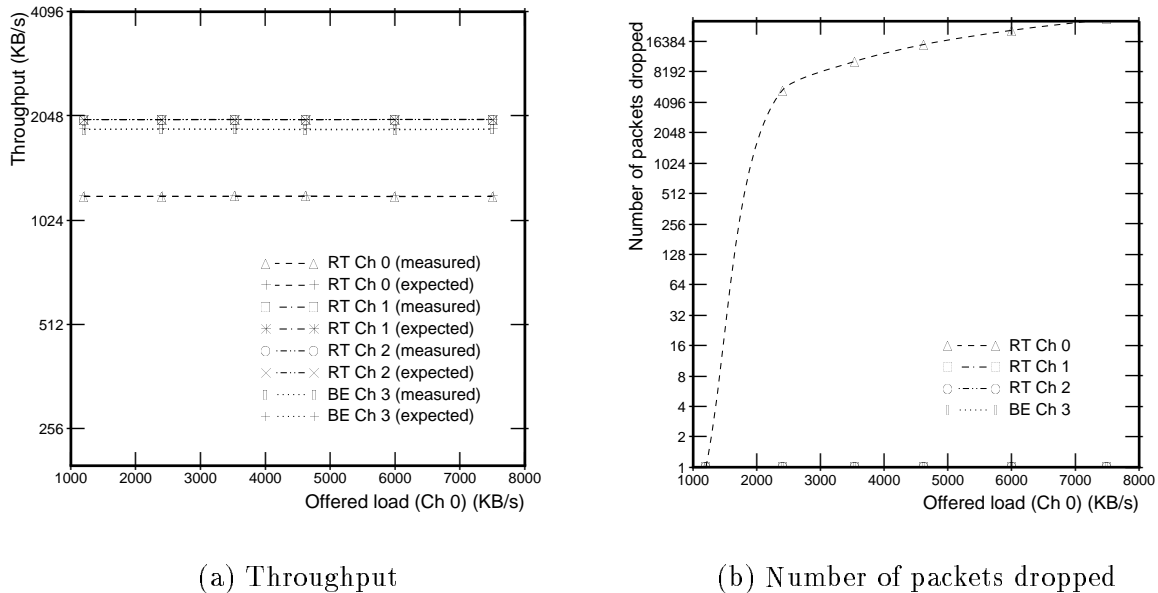 4096
2048
1024
512
256
Throughput (KB/s)
1000 2000 3000 4000 5000 6000 7000 8000
Offered load (Ch 0) (KB/s)
RT Ch 0 (measured)
RT Ch 0 (expected)
RT Ch 1 (measured)
RT Ch 1 (expected)
RT Ch 2 (measured)
RT Ch 2 (expected)
BE Ch 3 (measured)
BE Ch 3 (expected)
(a) Throughput
16384
8192
4096
2048
1024
512
256
128
64
32
16
8
4
2
1
Number of packets dropped
1000 2000 3000 4000 5000 6000 7000 8000
Offered load (Ch 0) (KB/s)
RT Ch 0
RT Ch 1
RT Ch 2
BE Ch 3
(b) Number of packets dropped